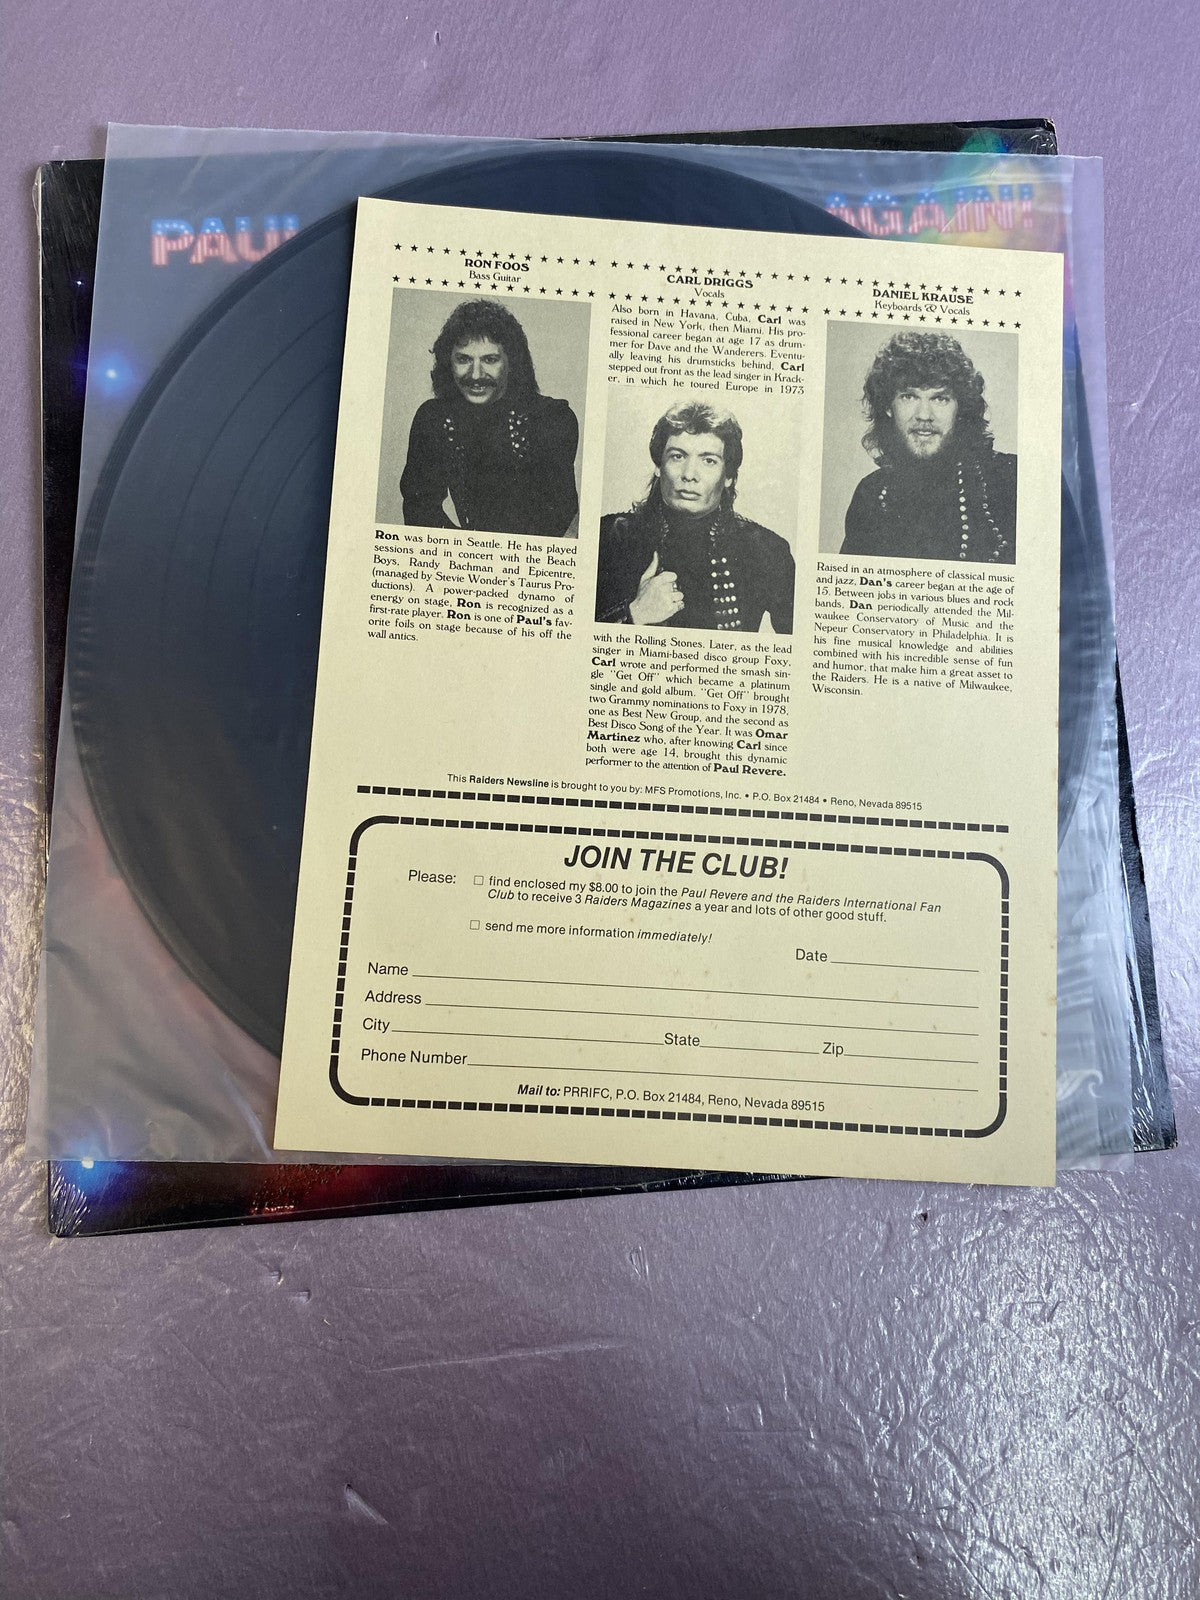 PAUL
AGAIN!
RON FOOS
Bass Guitar
Ron was born in Seattle. He has played
sessions and in concert with the Beach
Boys, Randy Bachman and Epicentre,
(managed by Stevie Wonder's Taurus Pro-
ductions). A power-packed dynamo of
energy on stage, Ron is recognized as a
first-rate player. Ron is one of Paul's fav-
orite foils on stage because of his off the
wall antics.
CARL DRIGGS
Vocals
Also born in Havana, Cuba, Carl was
raised in New York, then Miami. His pro-
fessional career began at age 17 as drum-
mer for Dave and the Wanderers. Eventu-
ally leaving his drumsticks behind, Carl
stepped out front as the lead singer in Krack-
er, in which he toured Europe in 1973
with the Rolling Stones. Later, as the lead
singer in Miami-based disco group Foxy,
Carl wrote and performed the smash sin-
gle "Get Off" which became a platinum
single and gold album. "Get Off" brought
two Grammy nominations to Foxy in 1978,
one as Best New Group, and the second as
Best Disco Song of the Year. It was Omar
Martinez who, after knowing Carl since
both were age 14, brought this dynamic
performer to the attention of Paul Revere.
DANIEL KRAUSE
Keyboards & Vocals
Raised in an atmosphere of classical music
and jazz, Dan's career began at the age of
15. Between jobs in various blues and rock
bands, Dan periodically attended the Mil-
waukee Conservatory of Music and the
Nepeur Conservatory in Philadelphia. It is
his fine musical knowledge and abilities
combined with his incredible sense of fun
and humor, that make him a great asset to
the Raiders. He is a native of Milwaukee,
Wisconsin.
This Raiders Newsline is brought to you by: MFS Promotions, Inc. • P.O. Box 21484 • Reno, Nevada 89515
JOIN THE CLUB!
Please: ☐ find enclosed my $8.00 to join the Paul Revere and the Raiders International Fan
Club to receive 3 Raiders Magazines a year and lots of other good stuff.
☐ send me more information immediately!
Date
Name
Address
City State Zip
Phone Number
Mail to: PRRIFC, P.O. Box 21484, Reno, Nevada 89515